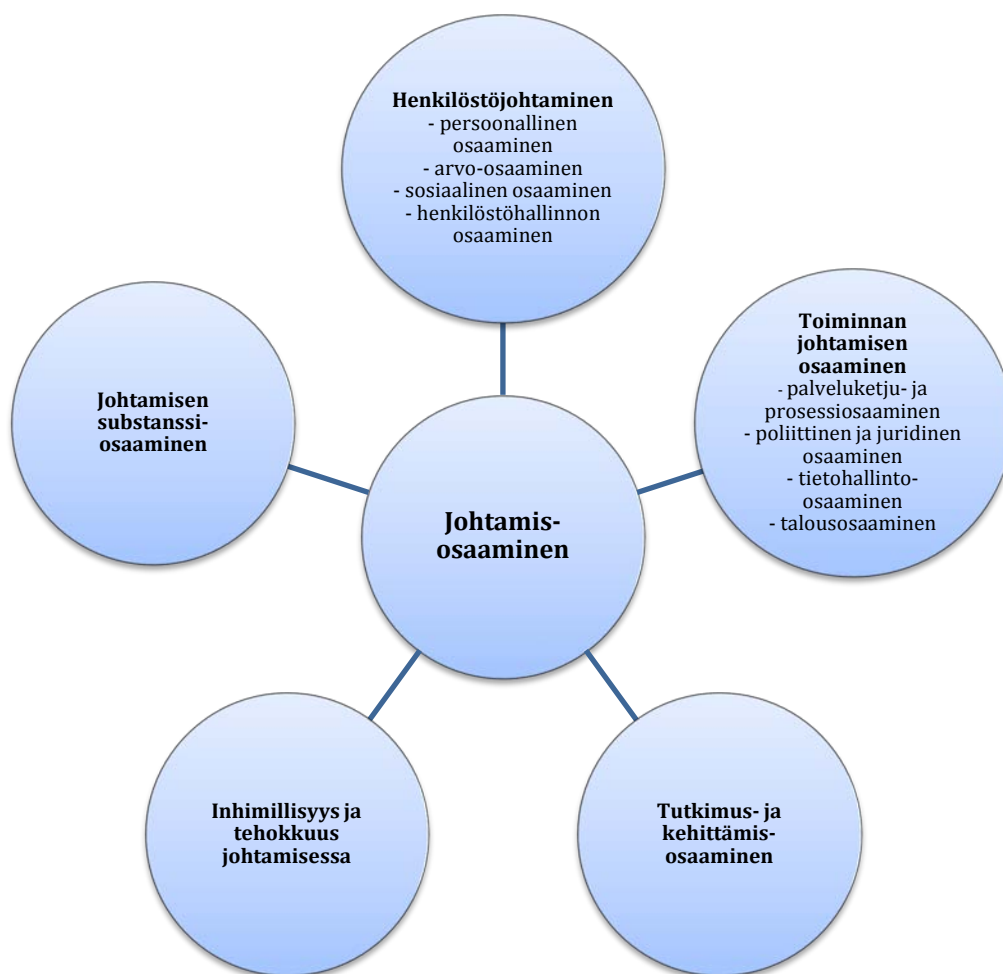 Henkilöstöjohtaminen
- persoonallinen
osaaminen
- arvo-osaaminen
- sosiaalinen osaaminen
- henkilöstöhallinnon
osaaminen
Toiminnan
johtamisen
osaaminen
- palveluketju- ja
prosessiosaaminen
- poliittinen ja juridinen
osaaminen
- tietohallinto-
osaaminen
- talousosaaminen
Johtamisen
substanssi-
osaaminen
Johtamis-
osaaminen
Inhimillisyys ja
tehokkuus
johtamisessa
Tutkimus- ja
kehittämis-
osaaminen